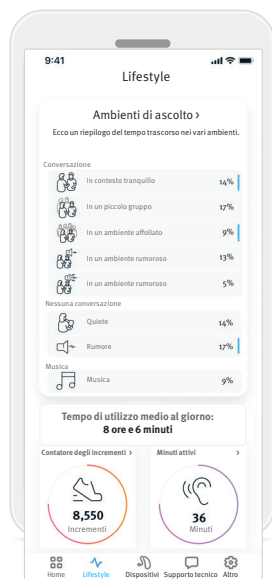 9:41
Lifestyle
Ambienti di ascolto ›
Ecco un riepilogo del tempo trascorso nei vari ambienti.
Conversazione
In contesto tranquillo 14%
In un piccolo gruppo 17%
In un ambiente affollato 9%
In un ambiente rumoroso 13%
In un ambiente rumoroso 5%
Nessuna conversazione
Quiete 14%
Rumore 17%
Musica
Musica 9%
Tempo di utilizzo medio al giorno:
8 ore e 6 minuti
Contatore degli incrementi › Minuti attivi ›
8,550 36
Incrementi Minuti
Home Lifestyle Dispositivi Supporto tecnico Altro